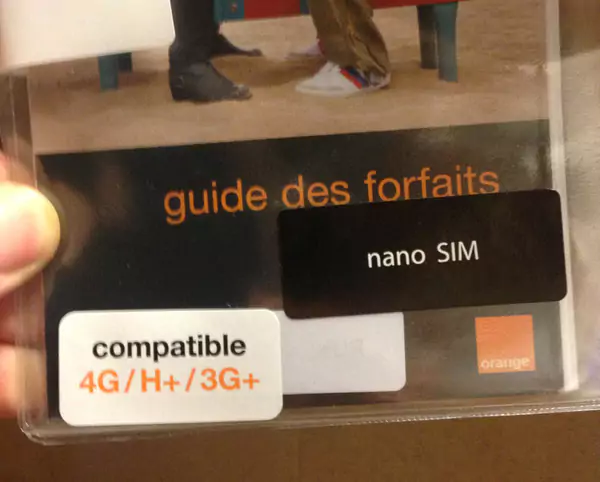 guide des forfaits
nano SIM
compatible
4G/H+/3G+
orange